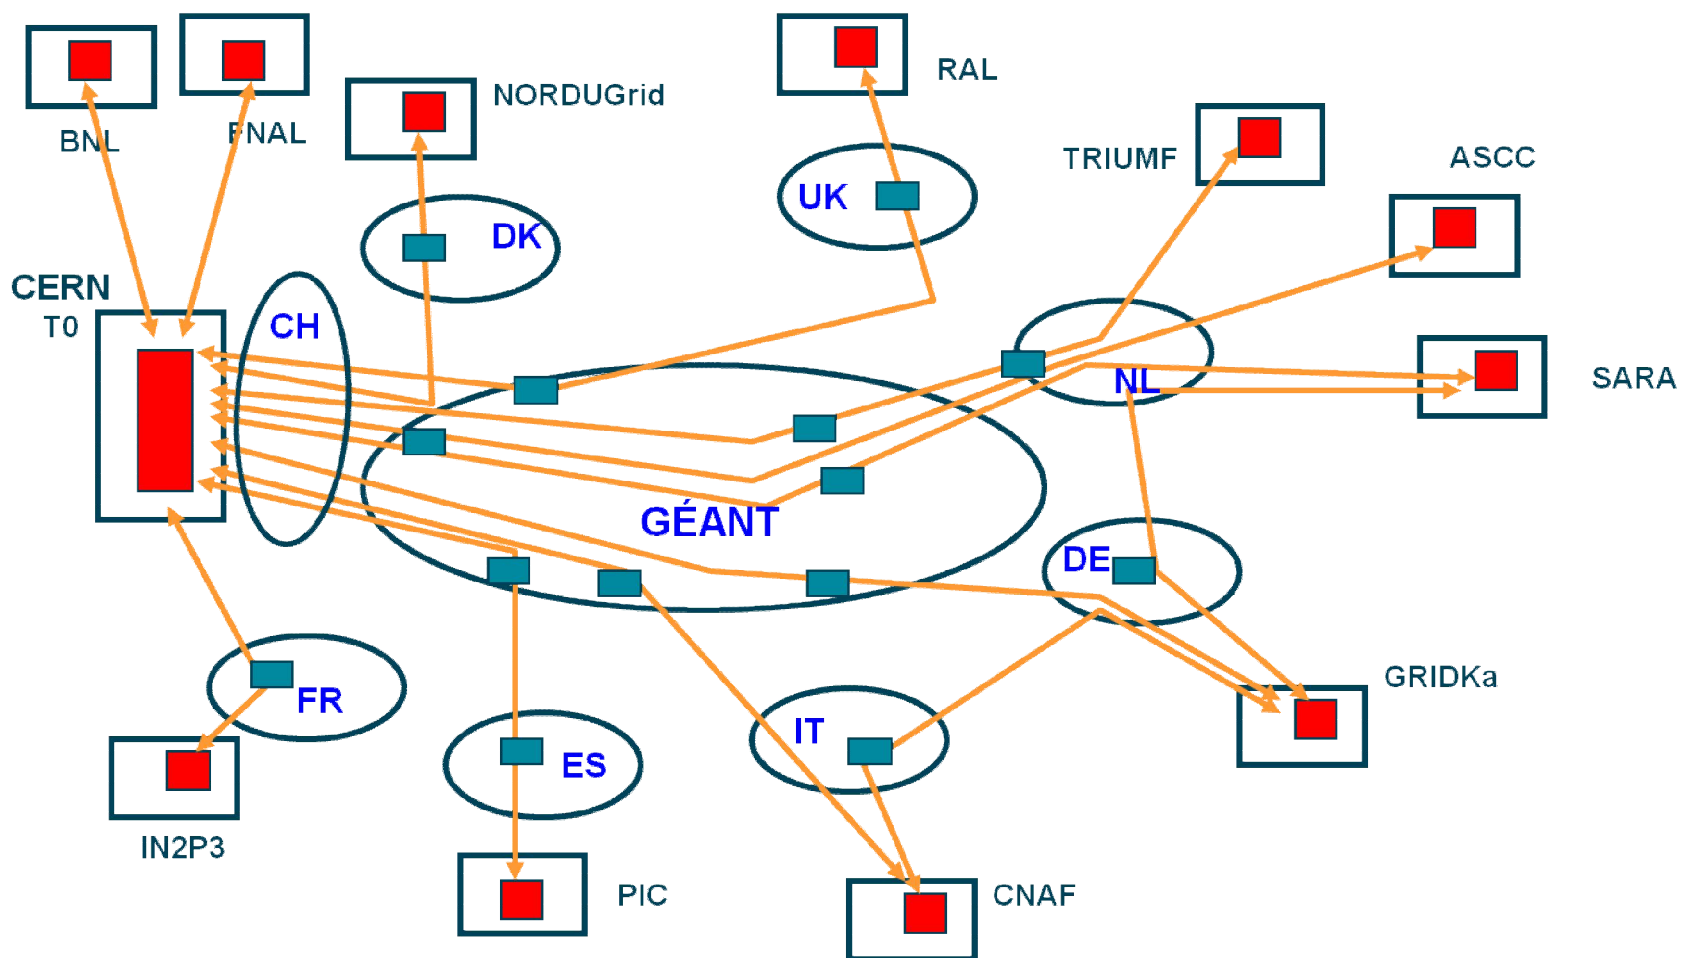 RAL
NORDUGrid
BNL
FNAL
TRIUMF
ASCC
UK
DK
CERN
T0
CH
NL
SARA
GÉANT
DE
GRIDKa
FR
IT
ES
IN2P3
PIC
CNAF